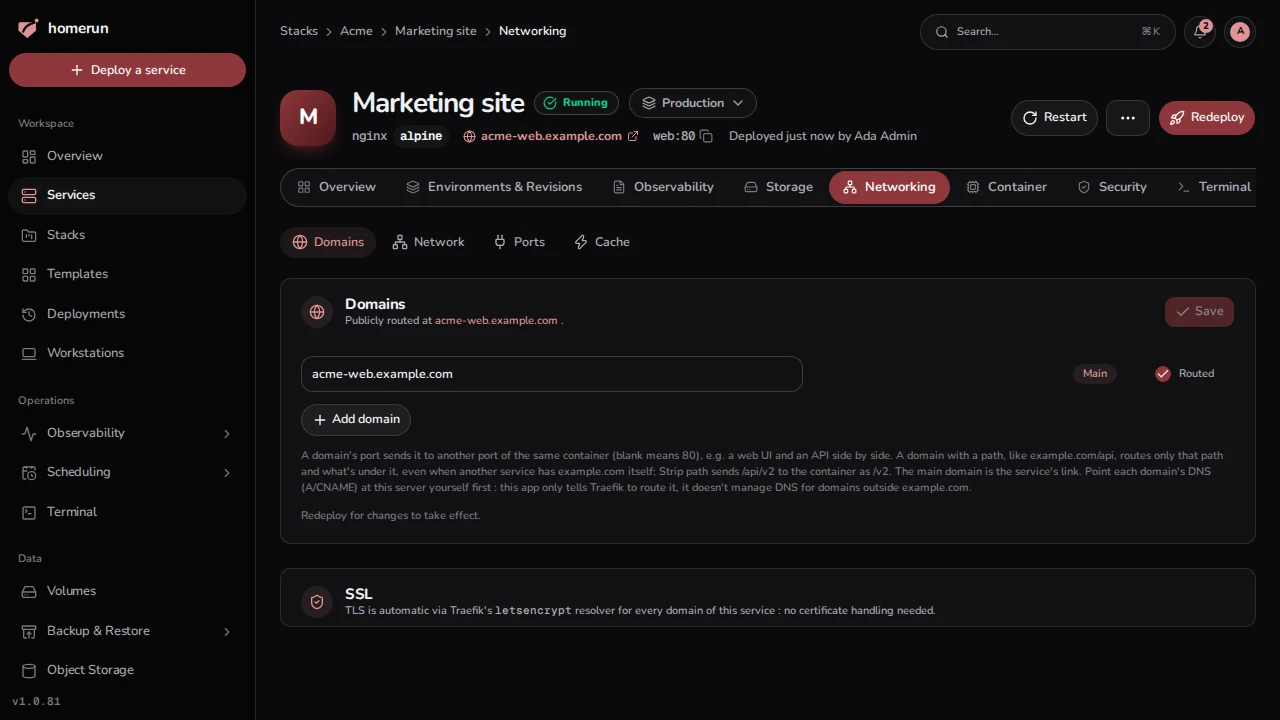 homerun
Deploy a service
Workspace
Overview
Services
Stacks
Templates
Deployments
Workstations
Operations
Observability
Scheduling
Terminal
Data
Volumes
Backup & Restore
Object Storage
v1.0.81
Stacks > Acme > Marketing site > Networking
Search... ⌘K
2
A
M
Marketing site Running Production
nginx alpine acme-web.example.com web:80 Deployed just now by Ada Admin
Restart ... Redeploy
Overview Environments & Revisions Observability Storage Networking Container Security Terminal
Domains Network Ports Cache
Domains
Publicly routed at acme-web.example.com .
Save
acme-web.example.com Main Routed
Add domain
A domain's port sends it to another port of the same container (blank means 80), e.g. a web UI and an API side by side. A domain with a path, like example.com/api, routes only that path
and what's under it, even when another service has example.com itself; Strip path sends /api/v2 to the container as /v2. The main domain is the service's link. Point each domain's DNS
(A/CNAME) at this server yourself first : this app only tells Traefik to route it, it doesn't manage DNS for domains outside example.com.
Redeploy for changes to take effect.
SSL
TLS is automatic via Traefik's letsencrypt resolver for every domain of this service : no certificate handling needed.